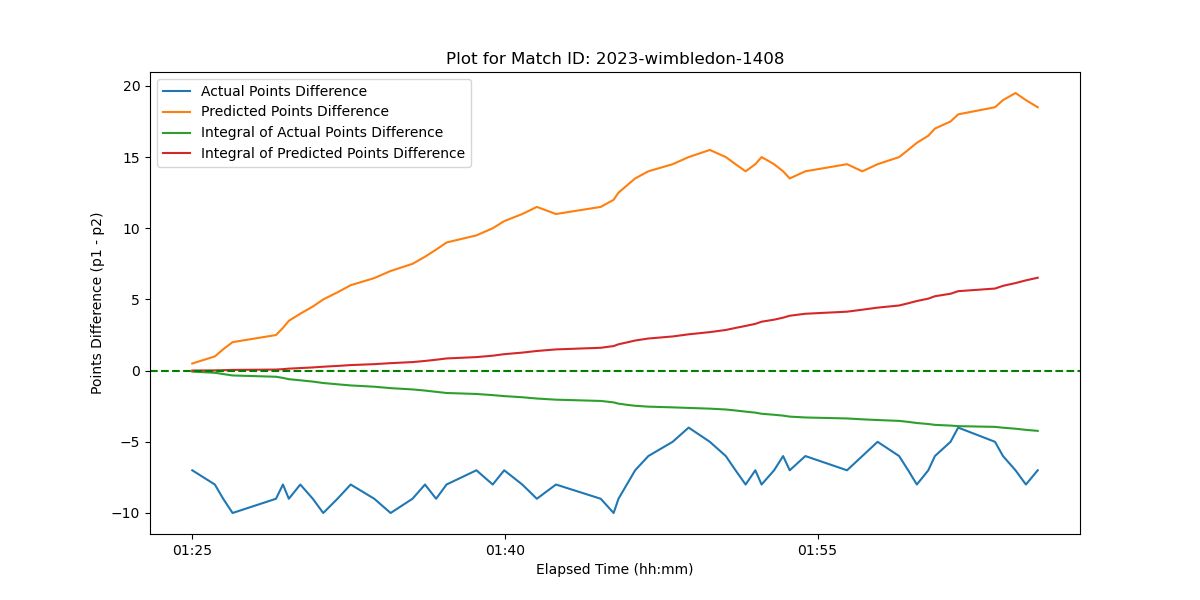 Plot for Match ID: 2023-wimbledon-1408
Actual Points Difference
Predicted Points Difference
Integral of Actual Points Difference
Integral of Predicted Points Difference
Points Difference (p1 - p2)
20
15
10
5
0
−5
−10
01:25
01:40
01:55
Elapsed Time (hh:mm)